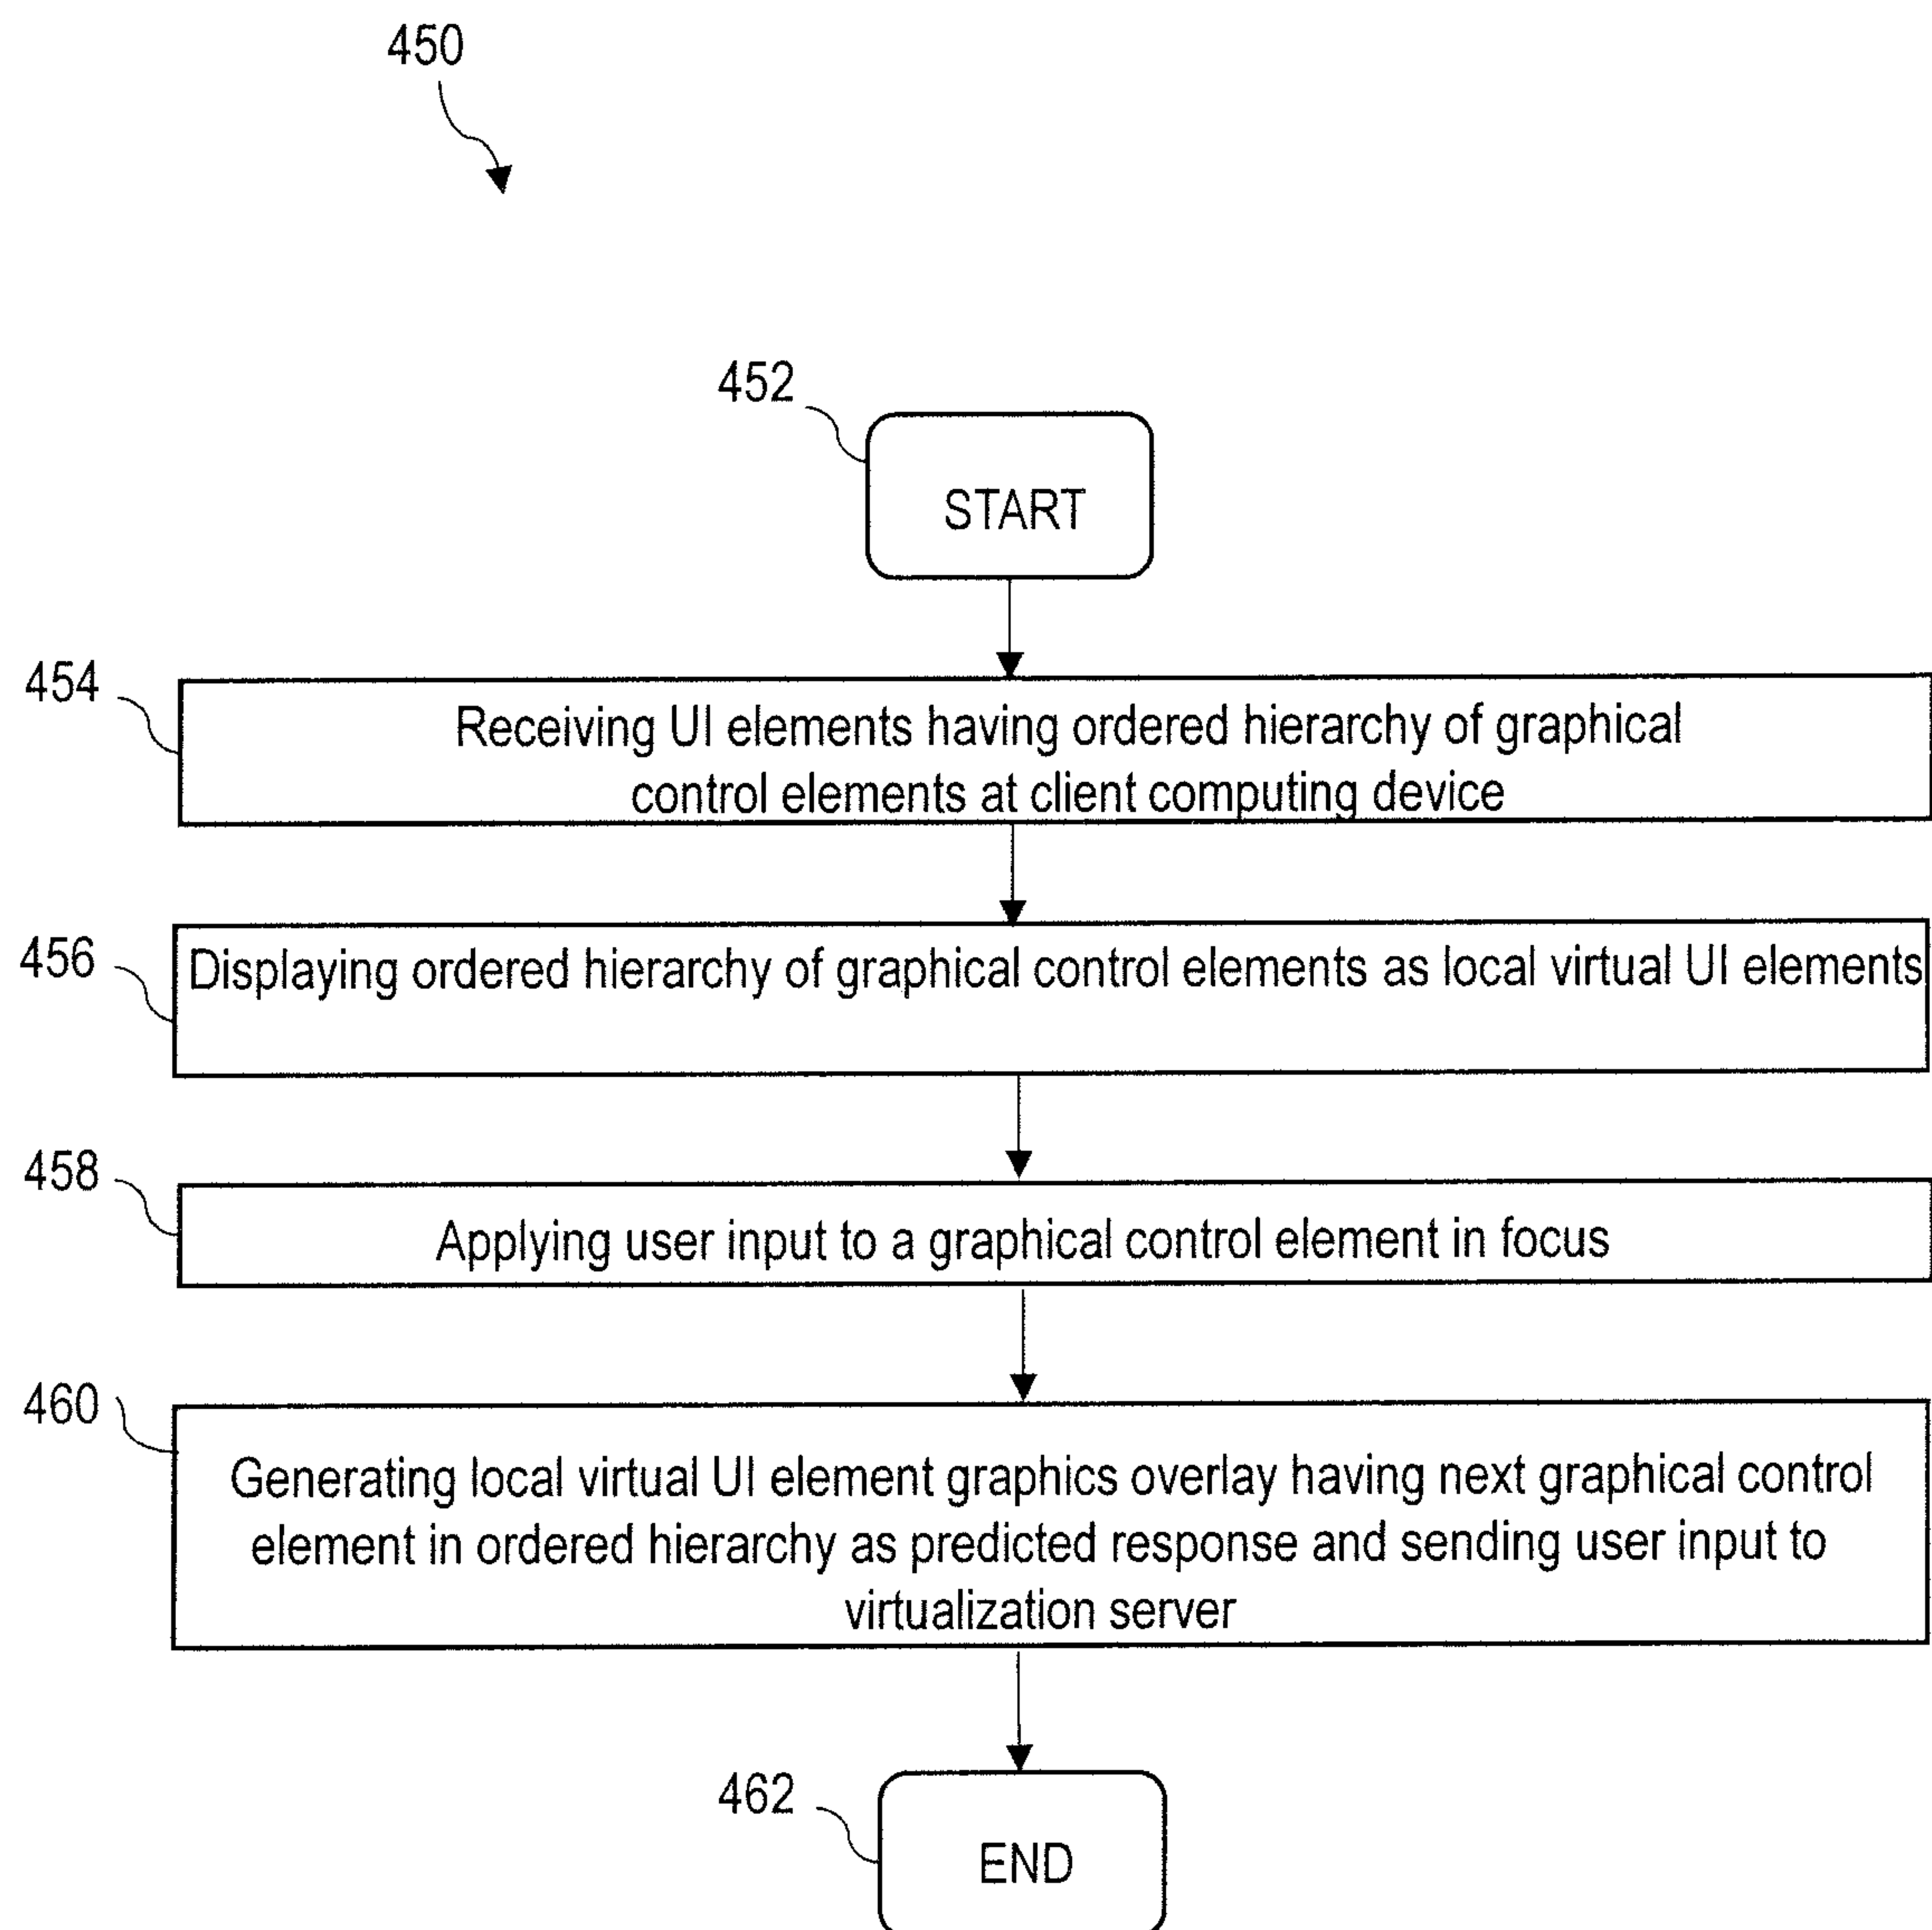 450
452
START
454
Receiving UI elements having ordered hierarchy of graphical
control elements at client computing device
456
Displaying ordered hierarchy of graphical control elements as local virtual UI elements
458
Applying user input to a graphical control element in focus
460
Generating local virtual UI element graphics overlay having next graphical control
element in ordered hierarchy as predicted response and sending user input to
virtualization server
462
END